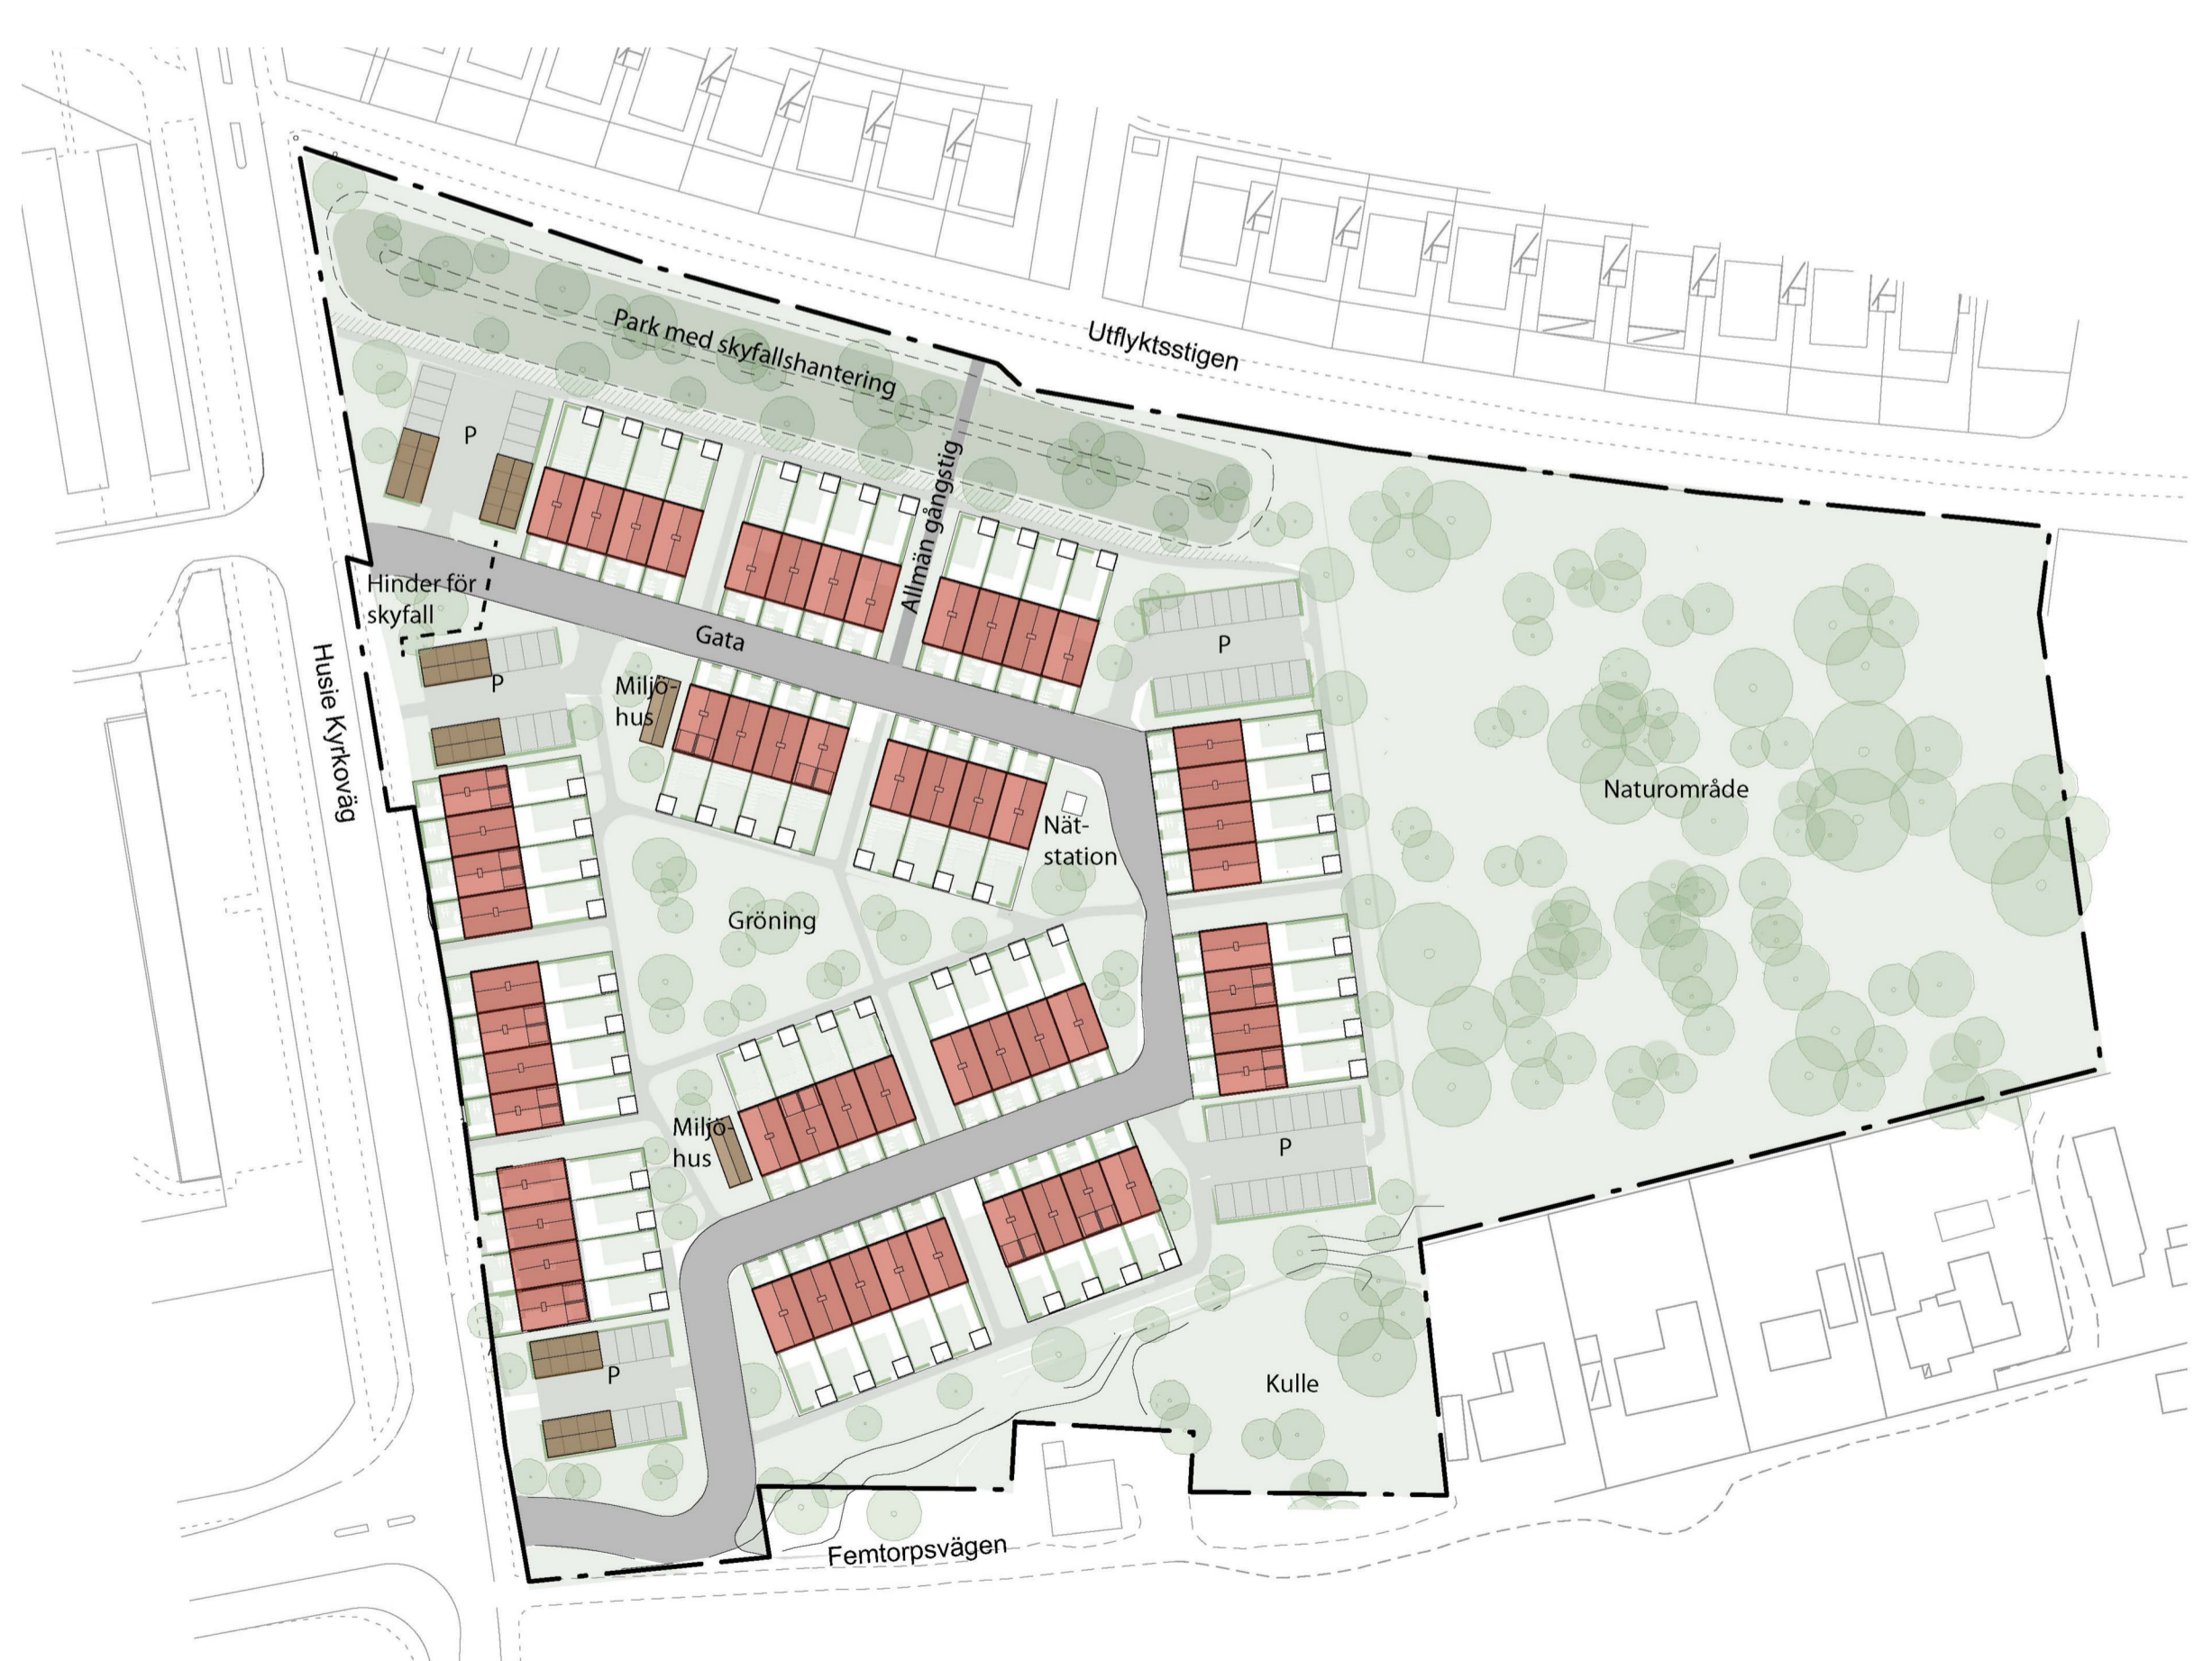 Utflyktsstigen
Park med skyfallshantering
P
Allmän gångstig
Hinder för
skyfall
Gata
P
P
Miljö-
hus
Husie Kyrkoväg
Naturområde
Nät-
station
Gröning
Miljö-
hus
P
P
Kulle
Femtorpsvägen